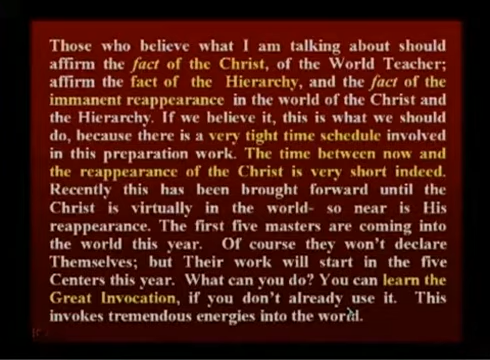 Those who believe what I am talking about should
affirm the fact of the Christ, of the World Teacher;
affirm the fact of the Hierarchy, and the fact of the
immanent reappearance in the world of the Christ and
the Hierarchy. If we believe it, this is what we should
do, because there is a very tight time schedule involved
in this preparation work. The time between now and
the reappearance of the Christ is very short indeed.
Recently this has been brought forward until the
Christ is virtually in the world- so near is His
reappearance. The first five masters are coming into
the world this year. Of course they won't declare
Themselves; but Their work will start in the five
Centers this year. What can you do? You can learn the
Great Invocation, if you don't already use it. This
invokes tremendous energies into the world.